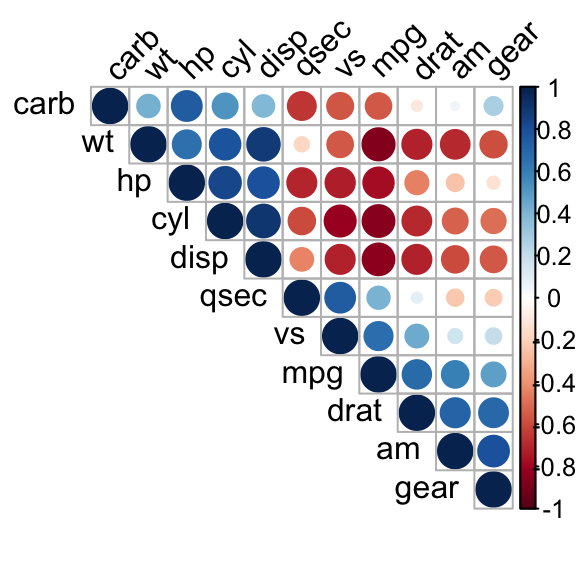 carb wt hp cyl disp qsec vs mpg drat am gear
carb
wt
hp
cyl
disp
qsec
vs
mpg
drat
am
gear
1
0.8
0.6
0.4
0.2
0
-0.2
-0.4
-0.6
-0.8
-1